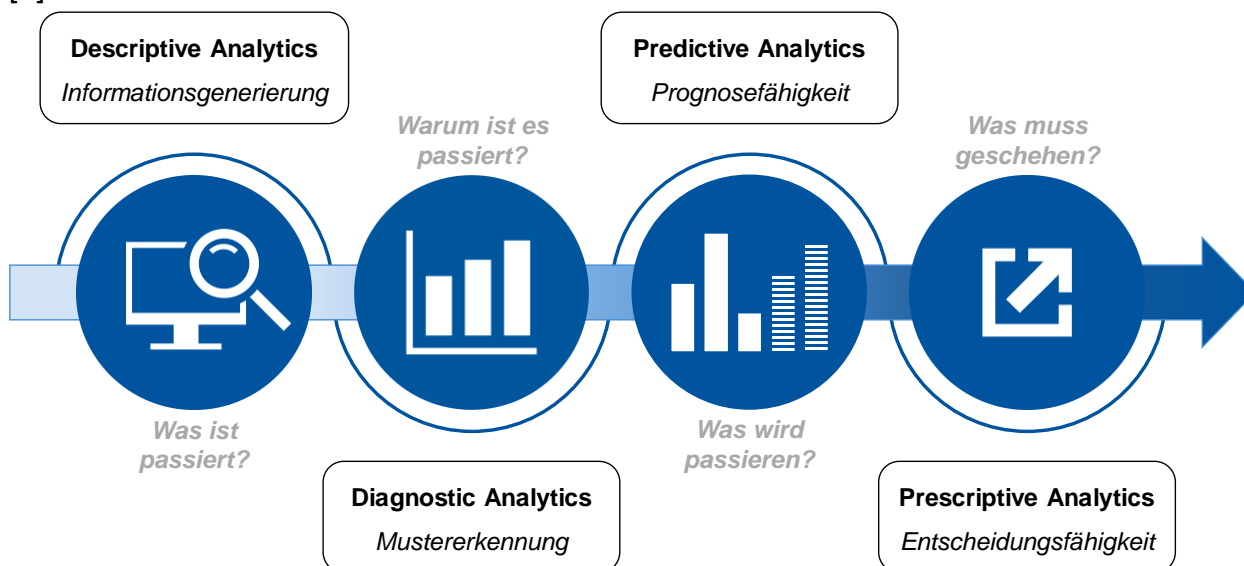 Descriptive Analytics
Informationsgenerierung
Predictive Analytics
Prognosefähigkeit
Warum ist es
passiert?
Was muss
geschehen?
Was ist
passiert?
Was wird
passieren?
Diagnostic Analytics
Mustererkennung
Prescriptive Analytics
Entscheidungsfähigkeit